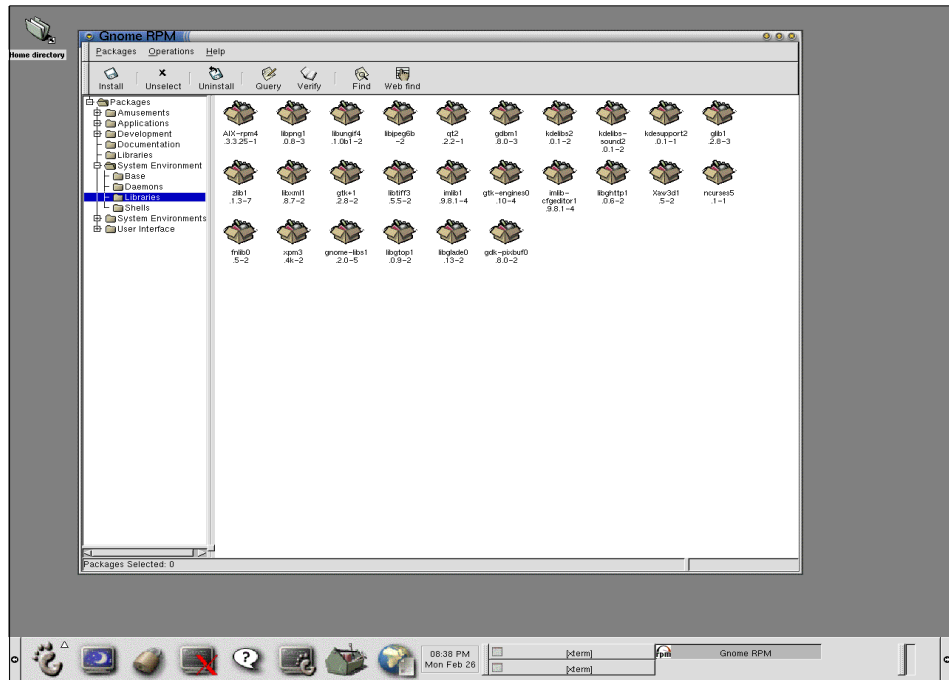 Home directory
Gnome RPM
Packages Operations Help
Install Unselect Uninstall Query Verify Find Web find
Packages
Amusements
Applications
Development
Documentation
Libraries
System Environment
Base
Daemons
Libraries
Shells
System Environments
User Interface
AIX-rpm4 libpng1 libungif4 libjpeg6b qt2 gdbm1 kdelibs2 kdelibs- kdesupport2 glib1
.3.3.25-1 .0.8-3 .1.0b1-2 -2 .2.2-1 .8.0-3 .0.1-2 sound2 .0.1-1 .2.8-3
.0.1-2
zlib1 libxml1 gtk+1 libtiff3 imlib1 gtk-engines0 imlib- libghttp1 Xaw3d1 ncurses5
.1.3-7 .8.7-2 .2.8-2 .5.5-2 .9.8.1-4 .10-4 cfgeditor1 .0.6-2 .5-2 .1-1
.9.8.1-4
fnlib0 xpm3 gnome-libs1 libgtop1 libglade0 gdk-pixbuf0
.5-2 .4k-2 .2.0-5 .0.9-2 .13-2 .8.0-2
Packages Selected: 0
08:38 PM
Mon Feb 26
[xterm]
[xterm]
rpm
Gnome RPM